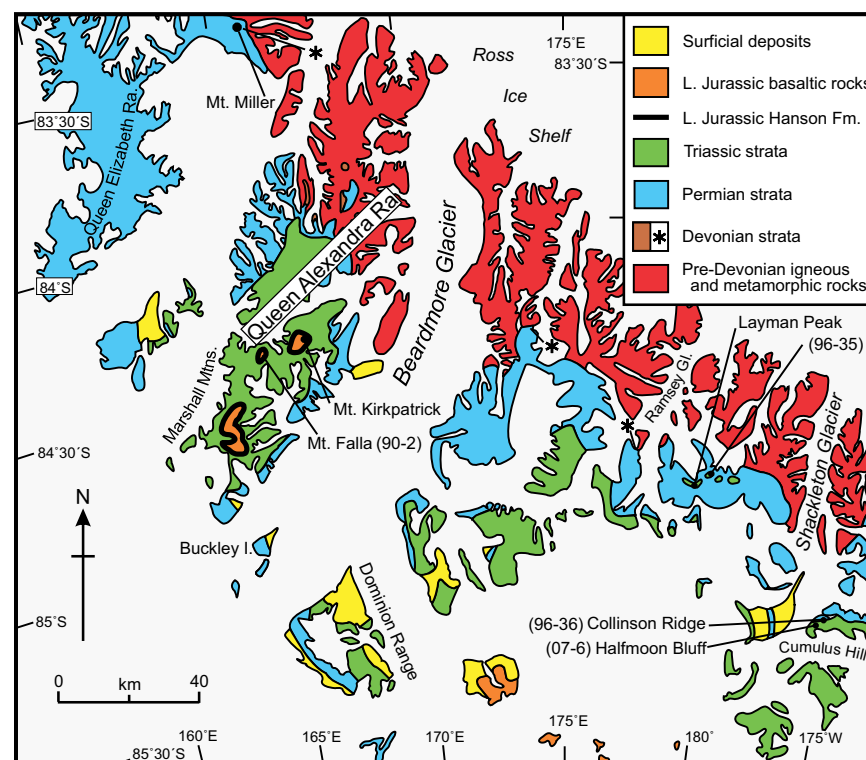 Ross
Ice
Shelf
175˚E
83˚30´S
Mt. Miller
83˚30´S
Queen Elizabeth Ra.
Surficial deposits
L. Jurassic basaltic rocks
L. Jurassic Hanson Fm.
Triassic strata
Permian strata
Devonian strata
Pre-Devonian igneous
and metamorphic rocks
84˚S
Queen Alexandra Ra.
Beardmore Glacier
Layman Peak
(96-35)
Ramsey Gl.
Shackleton Glacier
Marshall Mtns.
Mt. Kirkpatrick
Mt. Falla (90-2)
84˚30´S
N
Buckley I.
Dominion Range
85˚S
(96-36) Collinson Ridge
(07-6) Halfmoon Bluff
Cumulus Hill
0 km 40
160˚E
165˚E
170˚E
175˚E
180˚
175˚W
85˚30´S